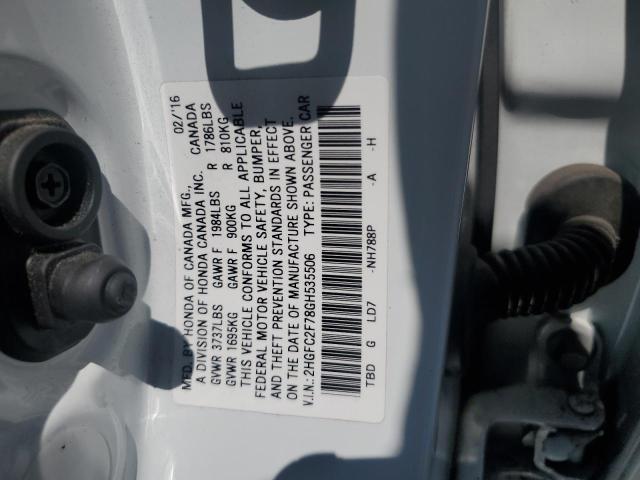 MFD. BY HONDA OF CANADA MFG., 02/'16
A DIVISION OF HONDA CANADA INC. CANADA
GVWR 3737LBS GAWR F 1984LBS R 1786LBS
GVWR 1695KG GAWR F 900KG R 810KG
THIS VEHICLE CONFORMS TO ALL APPLICABLE
FEDERAL MOTOR VEHICLE SAFETY, BUMPER,
AND THEFT PREVENTION STANDARDS IN EFFECT
ON THE DATE OF MANUFACTURE SHOWN ABOVE.
V.I.N.: 2HGFC2F78GH535506 TYPE: PASSENGER CAR
TBD G LD7 -NH788P -A -H